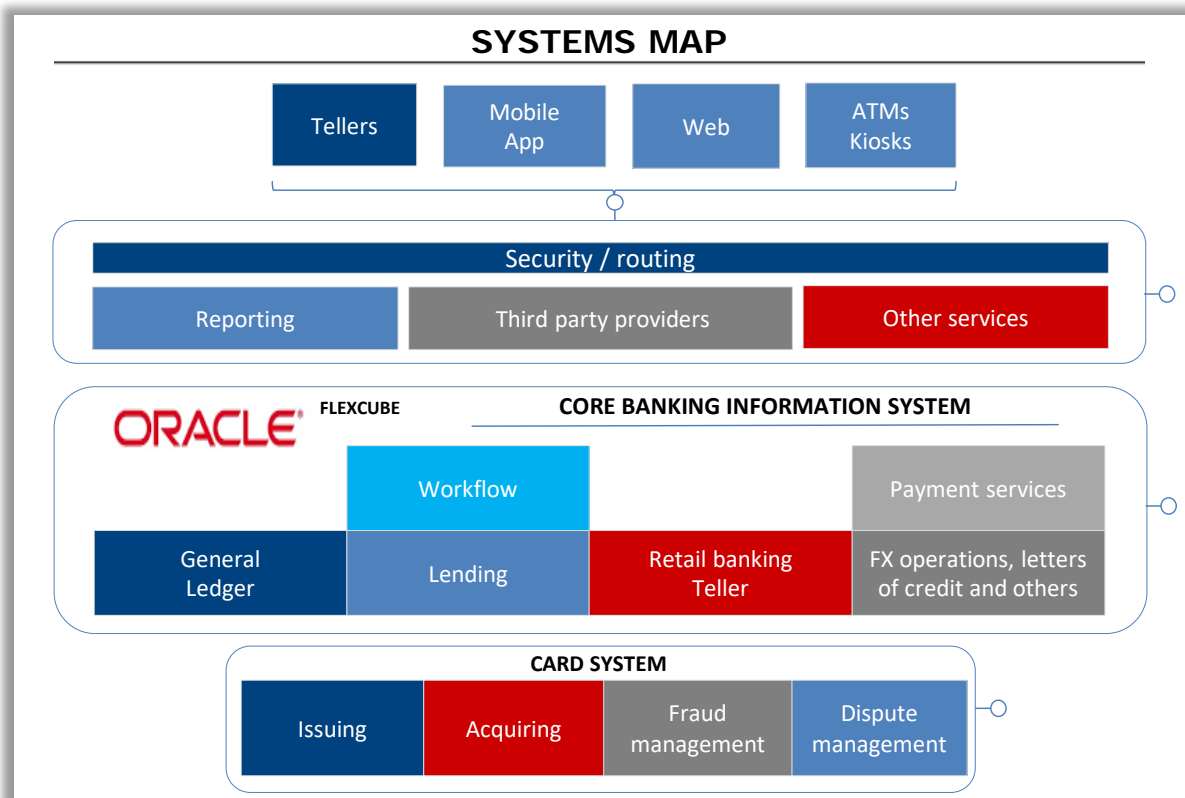 SYSTEMS MAP
Tellers
Mobile
App
Web
ATMs
Kiosks
Security / routing
Reporting
Third party providers
Other services
ORACLE®
FLEXCUBE
CORE BANKING INFORMATION SYSTEM
Workflow
Payment services
General
Ledger
Lending
Retail banking
Teller
FX operations, letters
of credit and others
CARD SYSTEM
Issuing
Acquiring
Fraud
management
Dispute
management